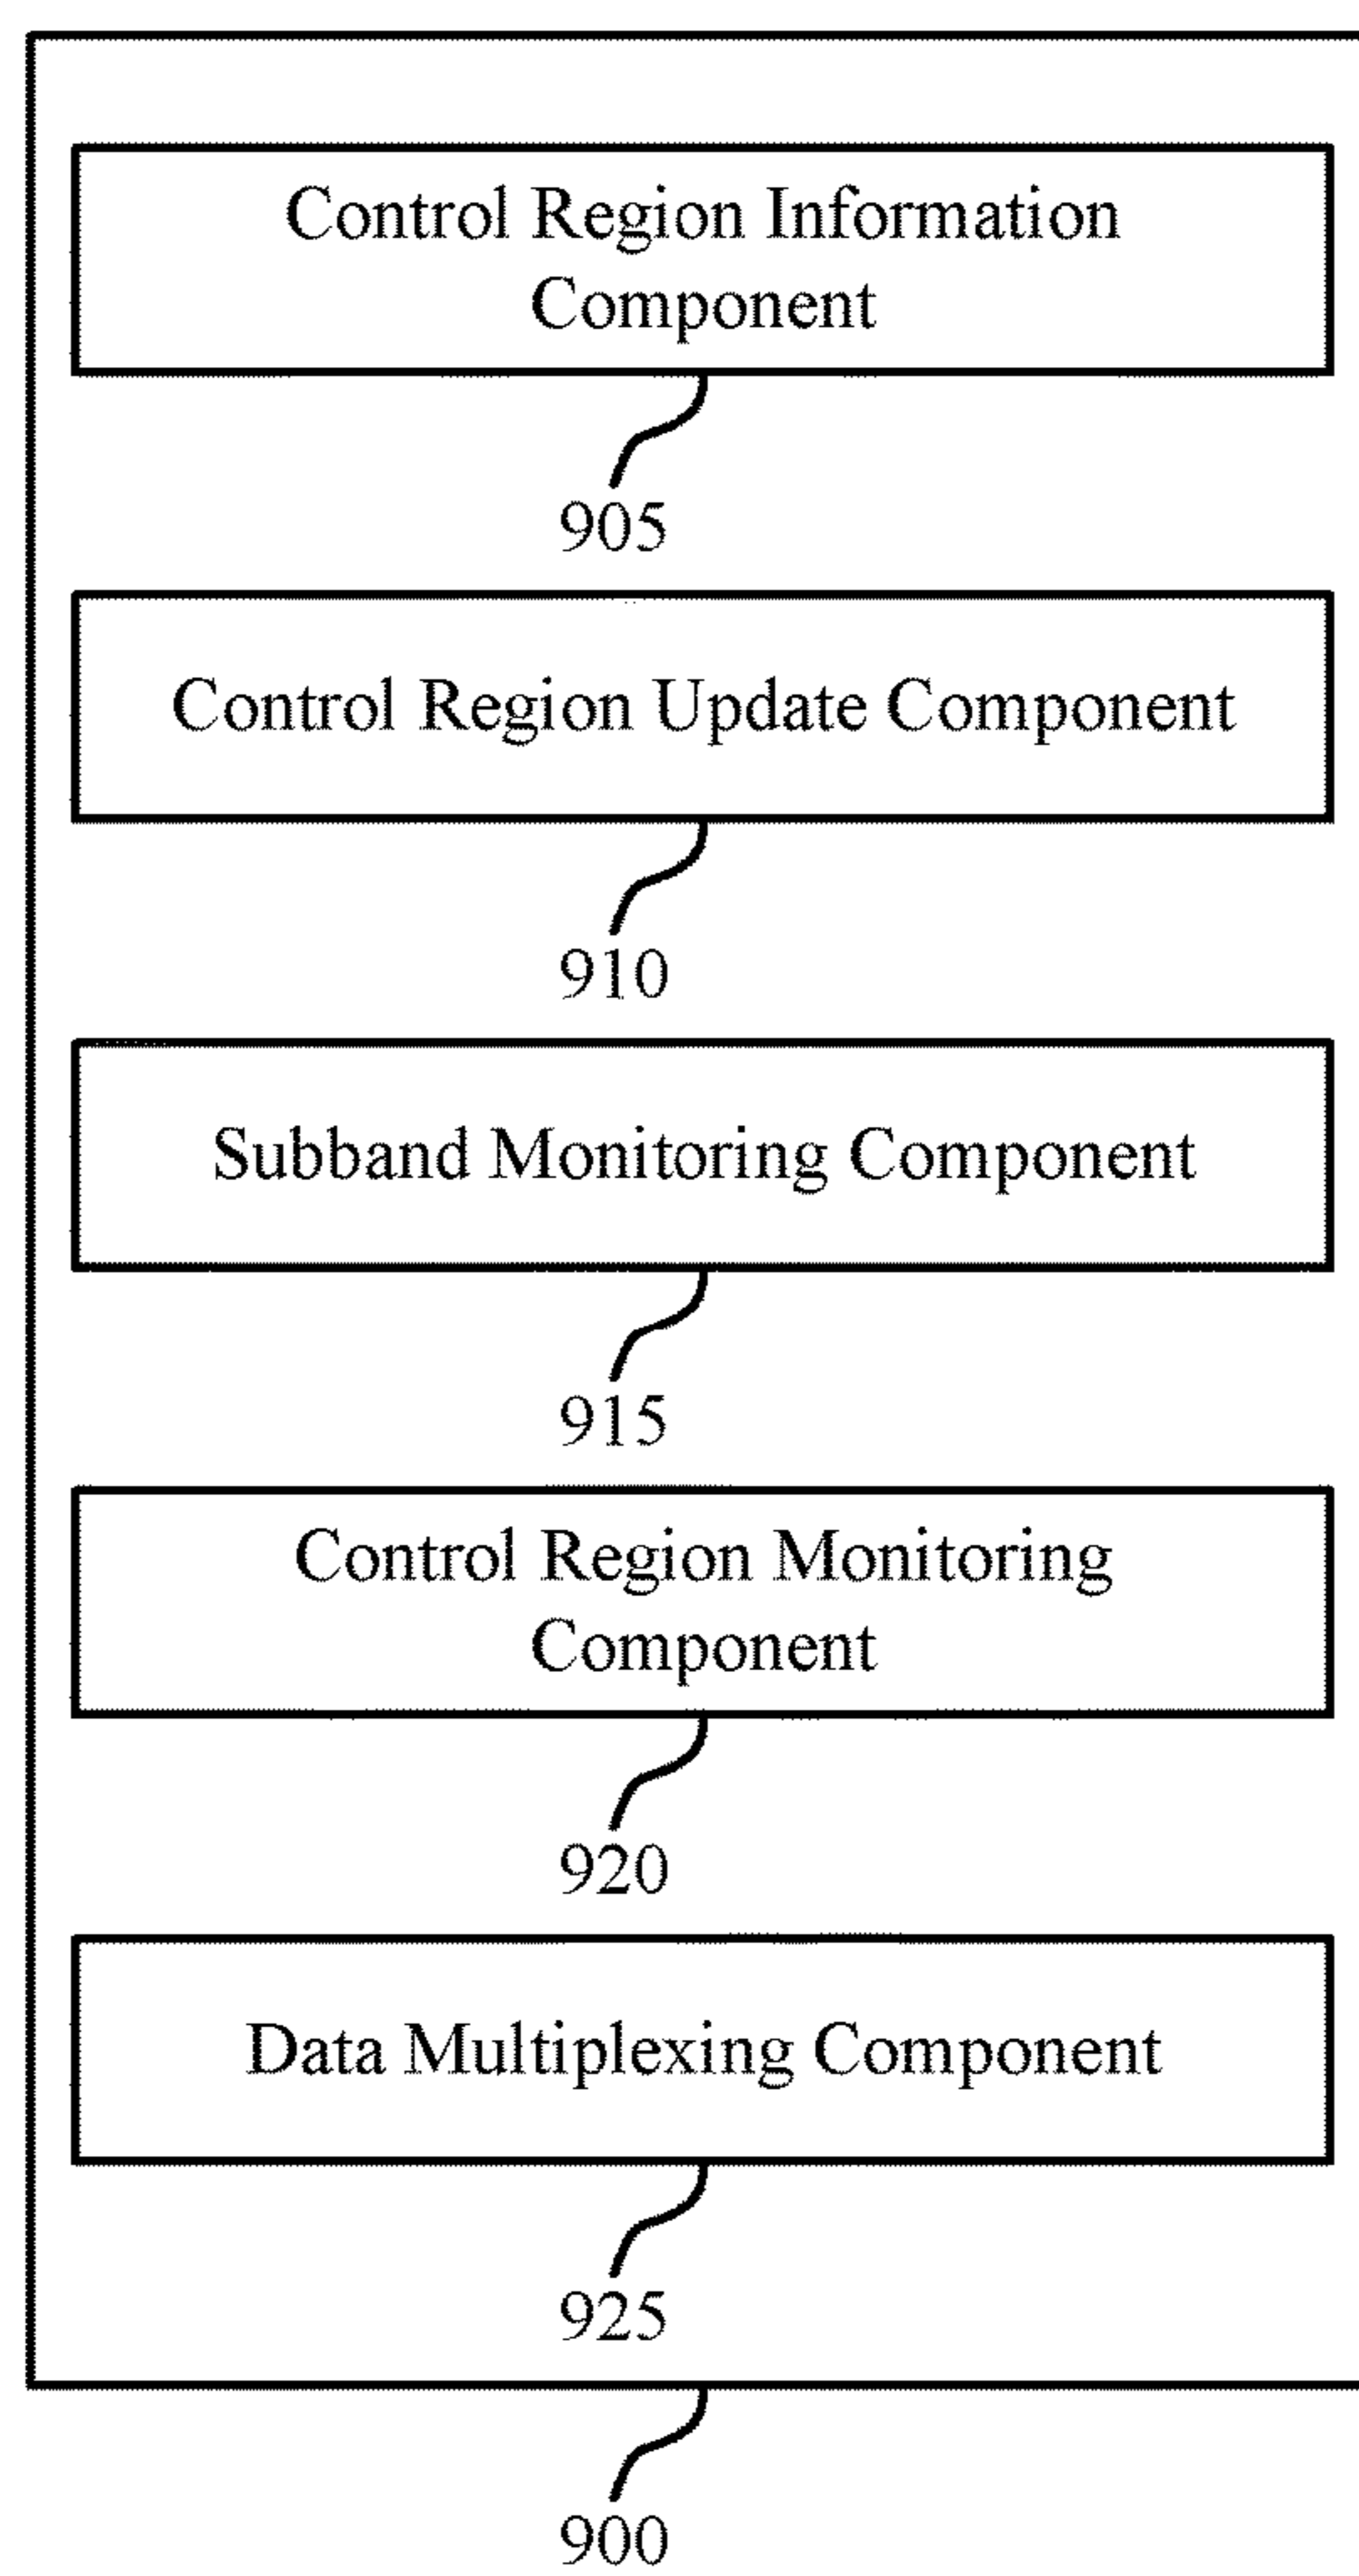 Control Region Information
Component
905
Control Region Update Component
910
Subband Monitoring Component
915
Control Region Monitoring
Component
920
Data Multiplexing Component
925
900